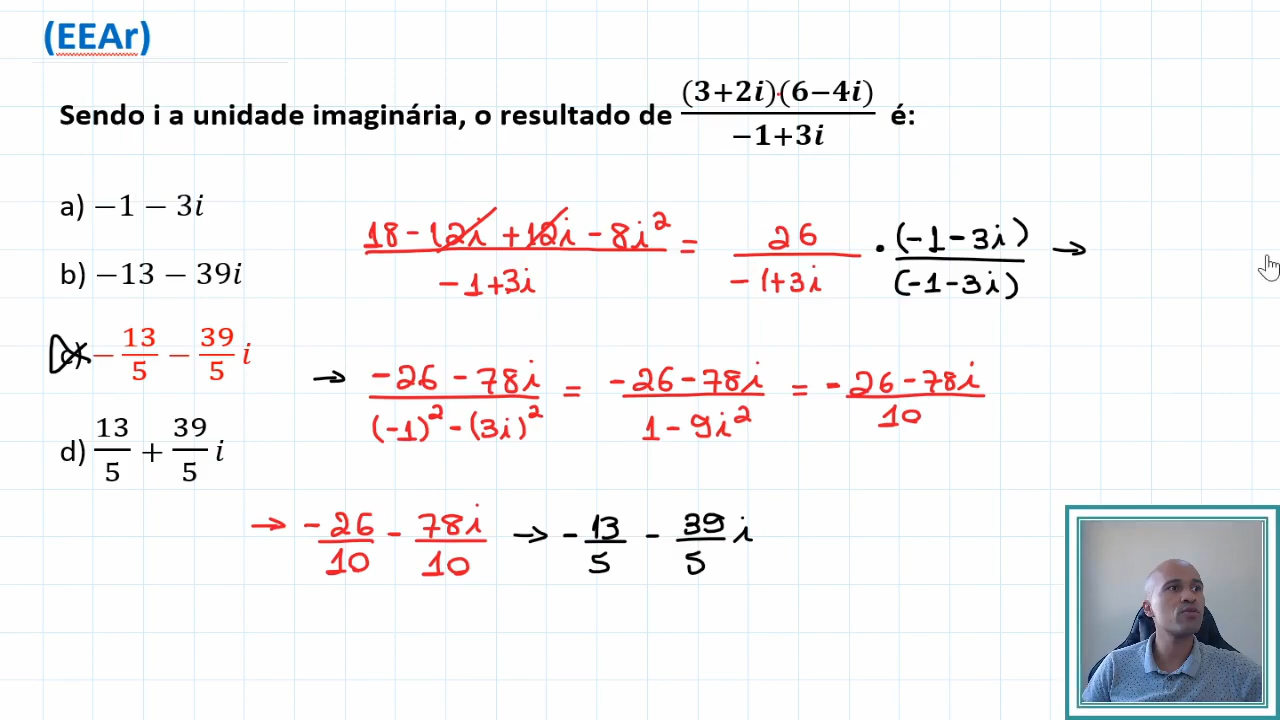 (EEAr)
Sendo i a unidade imaginária, o resultado de (3+2i)·(6−4i) / −1+3i é:
a) −1 − 3i
b) −13 − 39i
c) − 13/5 − 39/5 i
d) 13/5 + 39/5 i
18 - 12i + 12i - 8i² / -1+3i = 26 / -1+3i • (-1-3i) / (-1-3i) →
→ -26 - 78i / (-1)² - (3i)² = -26 - 78i / 1 - 9i² = -26 - 78i / 10
→ - 26/10 - 78i/10 → - 13/5 - 39/5 i